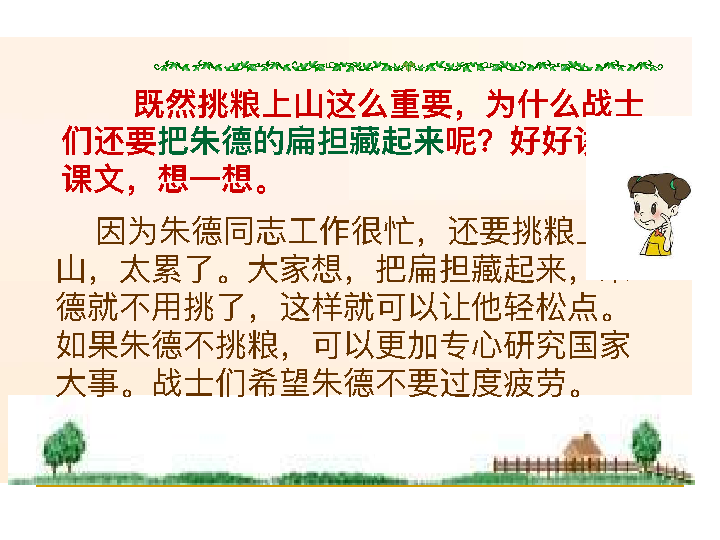 既然挑粮上山这么重要，为什么战士
们还要把朱德的扁担藏起来呢？好好
课文，想一想。
因为朱德同志工作很忙，还要挑粮上
山，太累了。大家想，把扁担藏起来，
德就不用挑了，这样就可以让他轻松点。
如果朱德不挑粮，可以更加专心研究国家
大事。战士们希望朱德不要过度疲劳。